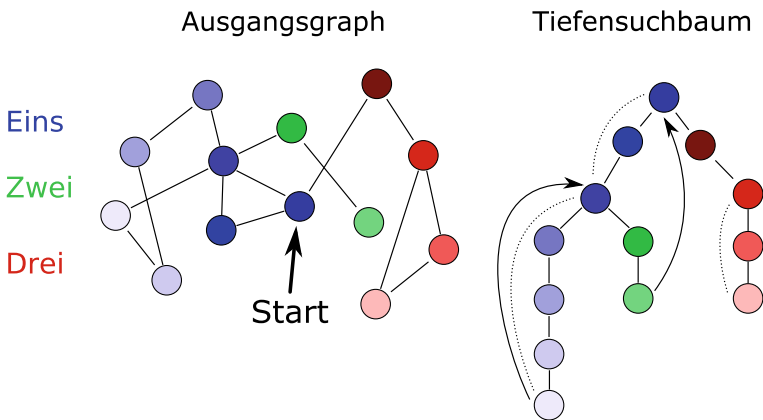 Ausgangsgraph
Tiefensuchbaum
Eins
Zwei
Drei
Start